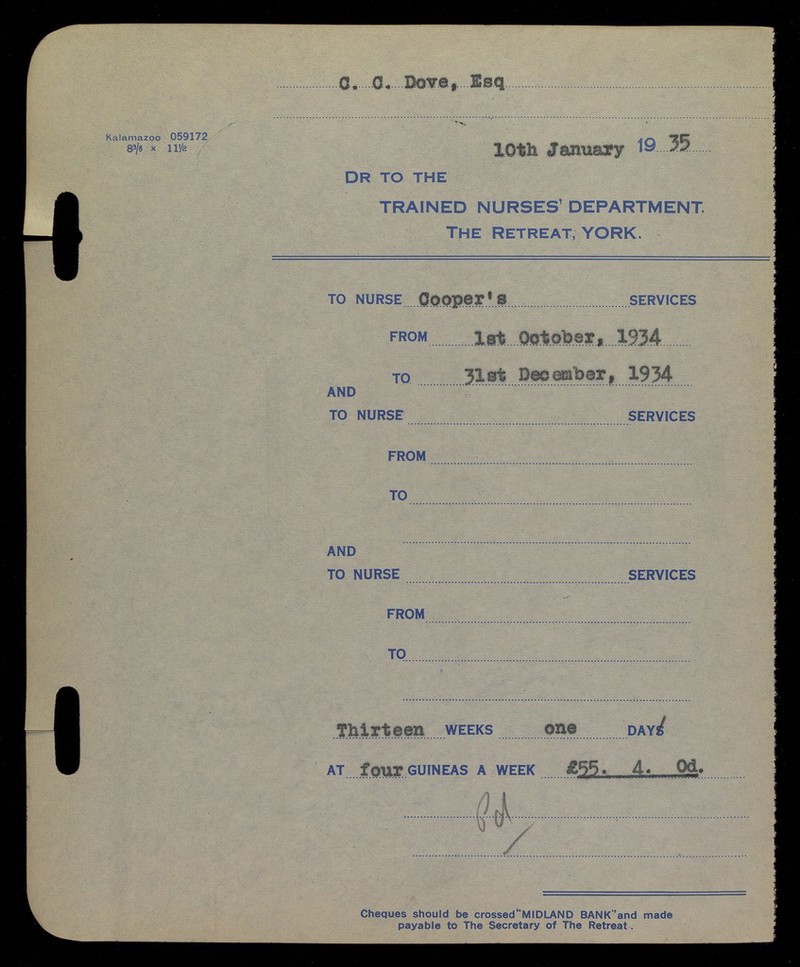 C. C. Dove, Esq
Kalamazoo 059172
8⅜ x 11½
10th January 1935
DR TO THE
TRAINED NURSES' DEPARTMENT.
THE RETREAT, YORK.
TO NURSE Cooper's SERVICES
FROM 1st October, 1934
TO 31st December, 1934
AND
TO NURSE SERVICES
FROM
TO
AND
TO NURSE SERVICES
FROM
TO
Thirteen WEEKS one DAYS
AT four GUINEAS A WEEK £55. 4. 0d.
Pd
Cheques should be crossed "MIDLAND BANK" and made
payable to The Secretary of The Retreat.